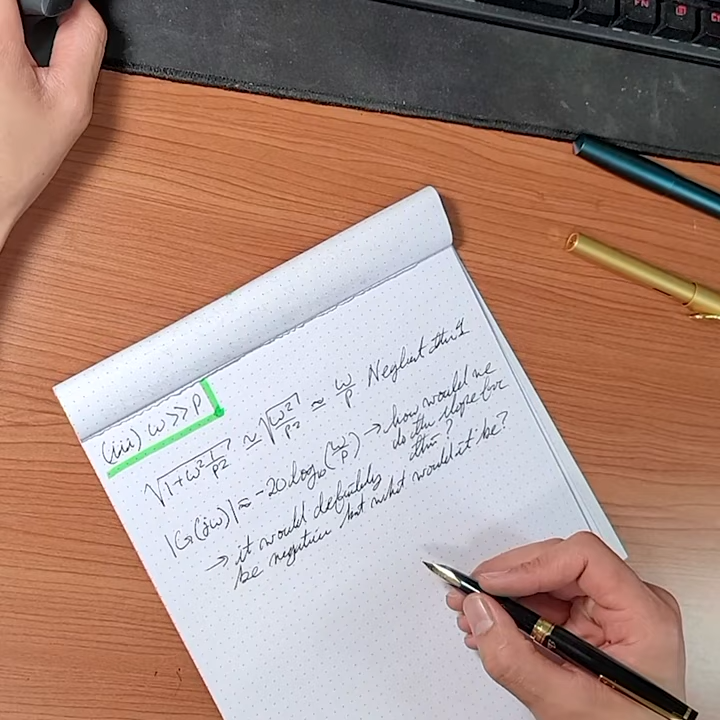 (iii) ω >> P
√1+ω²1/P2 ≃ √ω²/P2 ≃ ω/P Neglect the 1
|G(jω)| ≈ -20 log10(ω/P) → how would we
do the slope for
this?
→ it would definitely
be negative but what would it be?